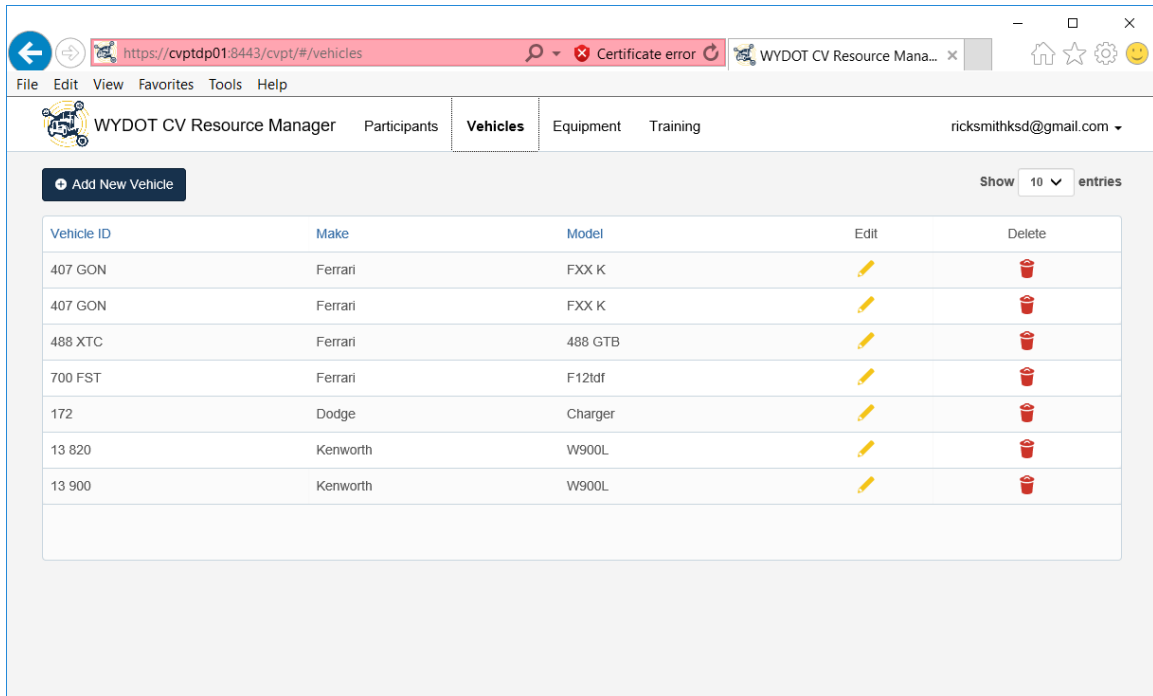 https://cvptdp01:8443/cvpt/#/vehicles Certificate error WYDOT CV Resource Mana...
File Edit View Favorites Tools Help
WYDOT CV Resource Manager Participants Vehicles Equipment Training ricksmithksd@gmail.com
Add New Vehicle Show 10 entries
Vehicle ID Make Model Edit Delete
407 GON Ferrari FXX K
407 GON Ferrari FXX K
488 XTC Ferrari 488 GTB
700 FST Ferrari F12tdf
172 Dodge Charger
13 820 Kenworth W900L
13 900 Kenworth W900L